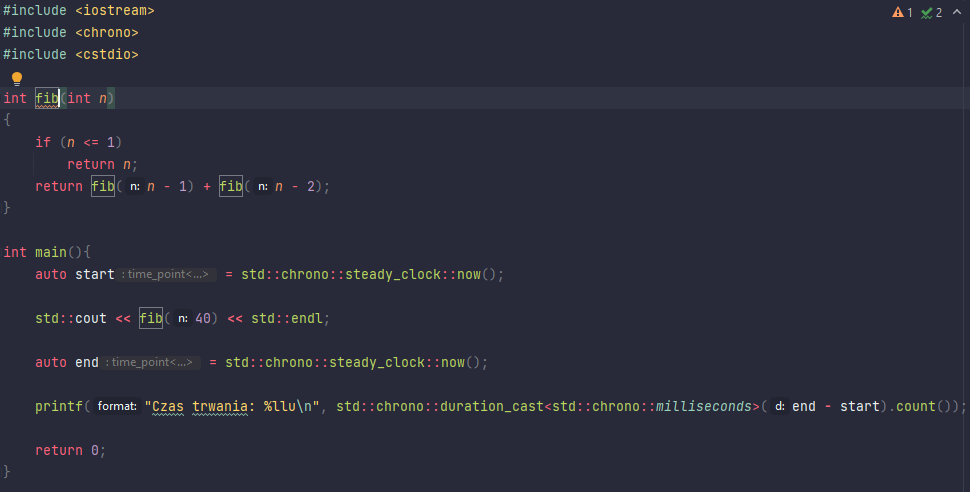 #include <iostream>
#include <chrono>
#include <cstdio>
1 2
int fib(int n)
{
    if (n <= 1)
        return n;
    return fib( n: n - 1) + fib( n: n - 2);
}
int main(){
    auto start : time_point<...> = std::chrono::steady_clock::now();
    std::cout << fib( n: 40) << std::endl;
    auto end : time_point<...> = std::chrono::steady_clock::now();
    printf( format: "Czas trwania: %llu\n", std::chrono::duration_cast<std::chrono::milliseconds>( d: end - start).count());
    return 0;
}